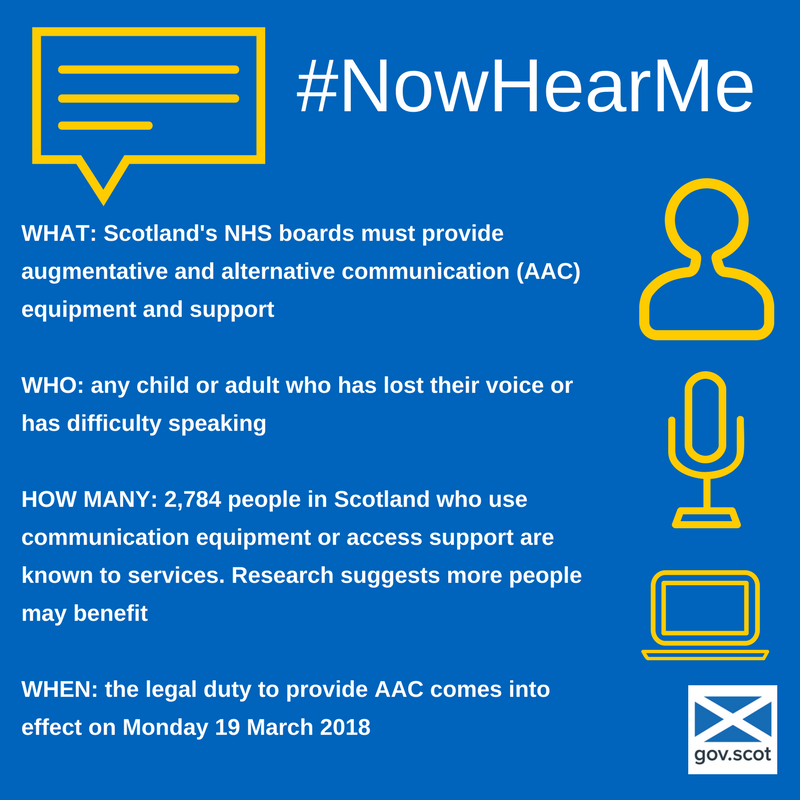 #NowHearMe
WHAT: Scotland's NHS boards must provide
augmentative and alternative communication (AAC)
equipment and support
WHO: any child or adult who has lost their voice or
has difficulty speaking
HOW MANY: 2,784 people in Scotland who use
communication equipment or access support are
known to services. Research suggests more people
may benefit
WHEN: the legal duty to provide AAC comes into
effect on Monday 19 March 2018
gov.scot